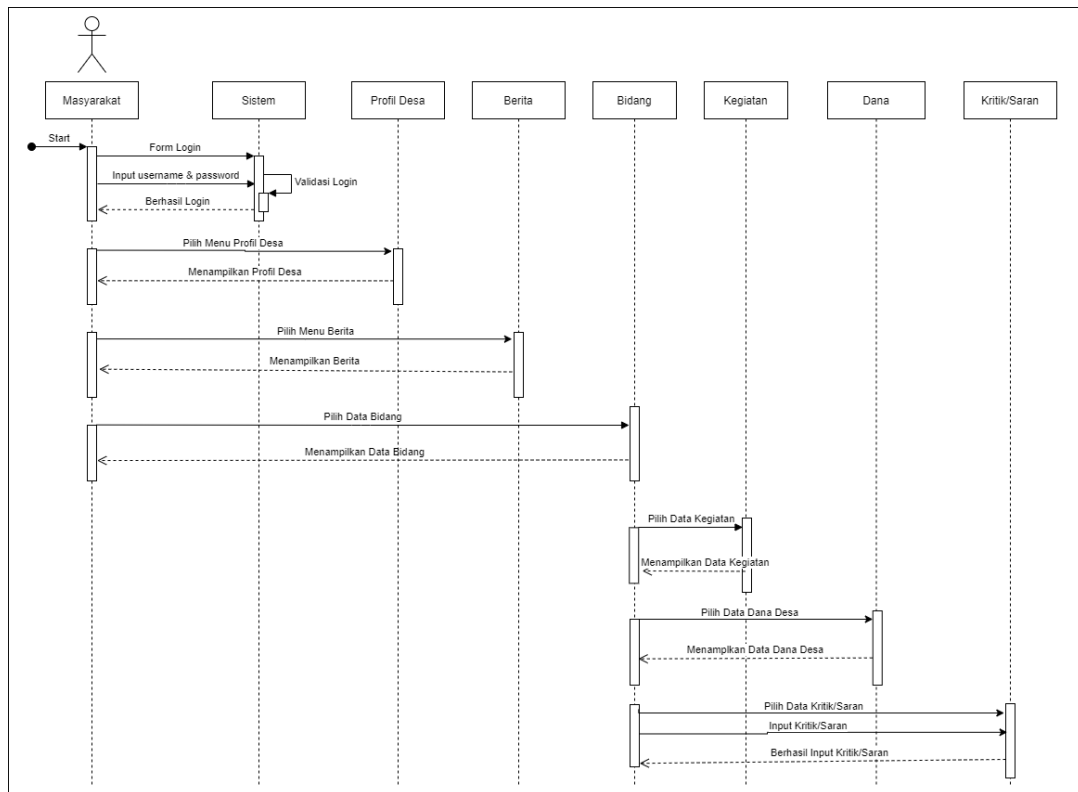 Masyarakat
Sistem
Profil Desa
Berita
Bidang
Kegiatan
Dana
Kritik/Saran
Start
Form Login
Input username & password
Validasi Login
Berhasil Login
Pilih Menu Profil Desa
Menampilkan Profil Desa
Pilih Menu Berita
Menampilkan Berita
Pilih Data Bidang
Menampilkan Data Bidang
Pilih Data Kegiatan
Menampilkan Data Kegiatan
Pilih Data Dana Desa
Menamplkan Data Dana Desa
Pilih Data Kritik/Saran
Input Kritik/Saran
Berhasil Input Kritik/Saran